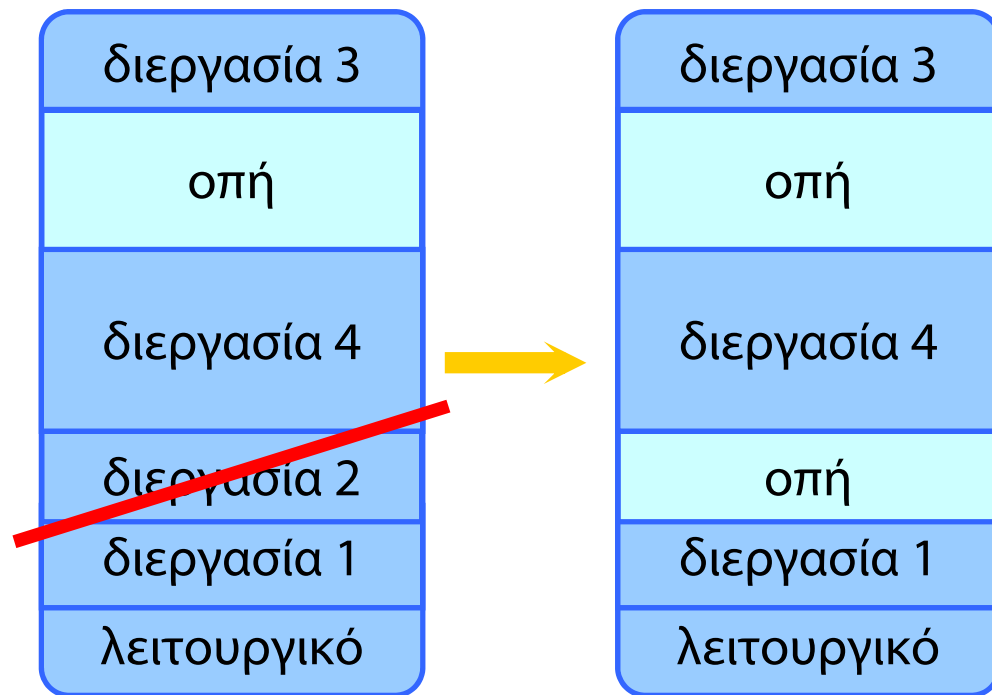 διεργασία 3
οπή
διεργασία 4
διεργασία 2
διεργασία 1
λειτουργικό
διεργασία 3
οπή
διεργασία 4
οπή
διεργασία 1
λειτουργικό